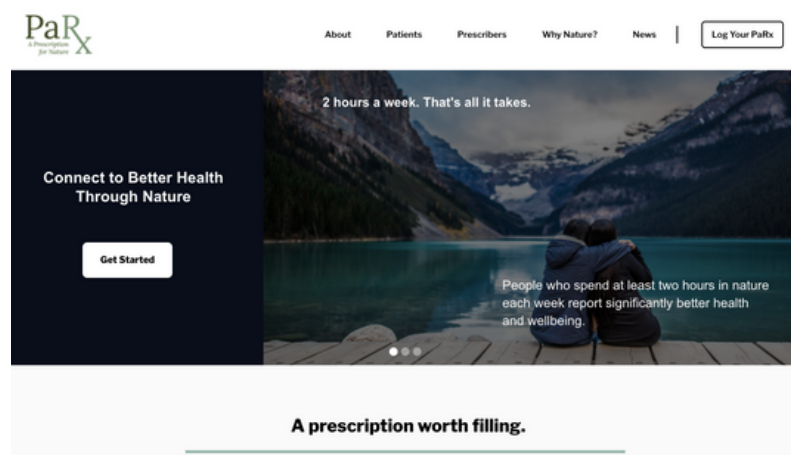 PaRx
A Prescription
for Nature
About
Patients
Prescribers
Why Nature?
News
Log Your PaRx
2 hours a week. That's all it takes.
Connect to Better Health
Through Nature
Get Started
People who spend at least two hours in nature
each week report significantly better health
and wellbeing.
A prescription worth filling.